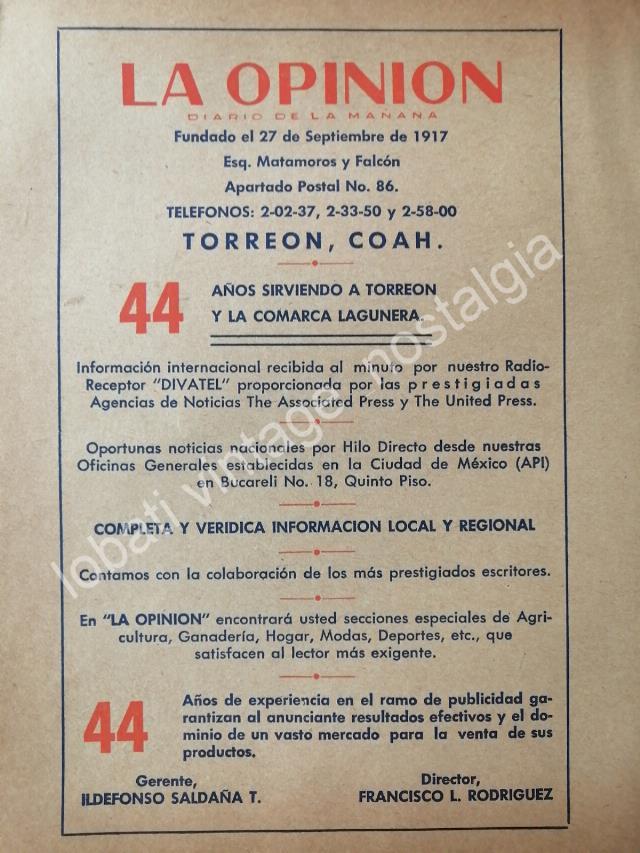 LA OPINION
DIARIO DE LA MAÑANA
Fundado el 27 de Septiembre de 1917
Esq. Matamoros y Falcón
Apartado Postal No. 86.
TELEFONOS: 2-02-37, 2-33-50 y 2-58-00
TORREON, COAH.
44 AÑOS SIRVIENDO A TORREON
Y LA COMARCA LAGUNERA.
Información internacional recibida al minuto por nuestro Radio-
Receptor "DIVATEL" proporcionada por las prestigiadas
Agencias de Noticias The Associated Press y The United Press.
Oportunas noticias nacionales por Hilo Directo desde nuestras
Oficinas Generales establecidas en la Ciudad de México (API)
en Bucareli No. 18, Quinto Piso.
COMPLETA Y VERIDICA INFORMACION LOCAL Y REGIONAL
Contamos con la colaboración de los más prestigiados escritores.
En "LA OPINION" encontrará usted secciones especiales de Agri-
cultura, Ganadería, Hogar, Modas, Deportes, etc., que
satisfacen al lector más exigente.
44 Años de experiencia en el ramo de publicidad ga-
rantizan al anunciante resultados efectivos y el do-
minio de un vasto mercado para la venta de sus
productos.
Gerente,
ILDEFONSO SALDAÑA T.
Director,
FRANCISCO L. RODRIGUEZ
lobati vintage nostalgia